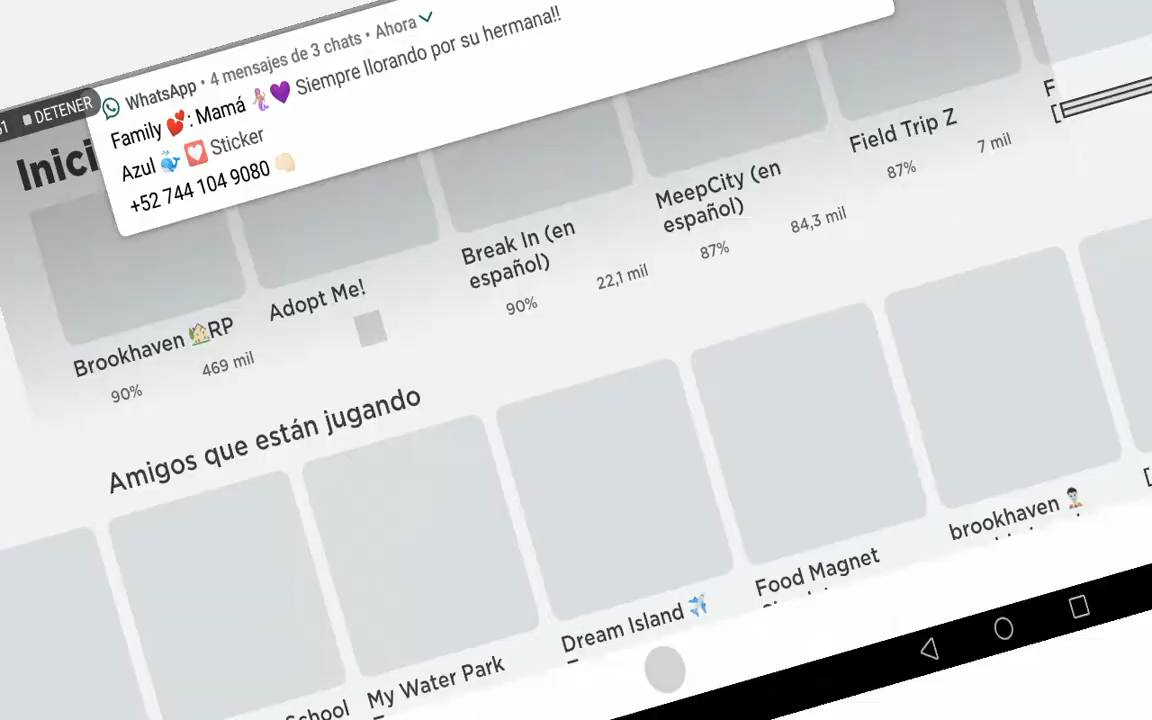 51 DETENER
WhatsApp • 4 mensajes de 3 chats • Ahora
Family 💕: Mamá 🧜🏼‍♀️💜 Siempre llorando por su hermana!!
Azul 🐳 💟 Sticker
+52 744 104 9080 👊🏻
Inici
Brookhaven 🏡RP
90% 469 mil
Adopt Me!
Break In (en
español)
90% 22,1 mil
MeepCity (en
español)
87% 84,3 mil
Field Trip Z
87% 7 mil
F
[
Amigos que están jugando
School
My Water Park
Dream Island ✈️
Food Magnet
brookhaven
[